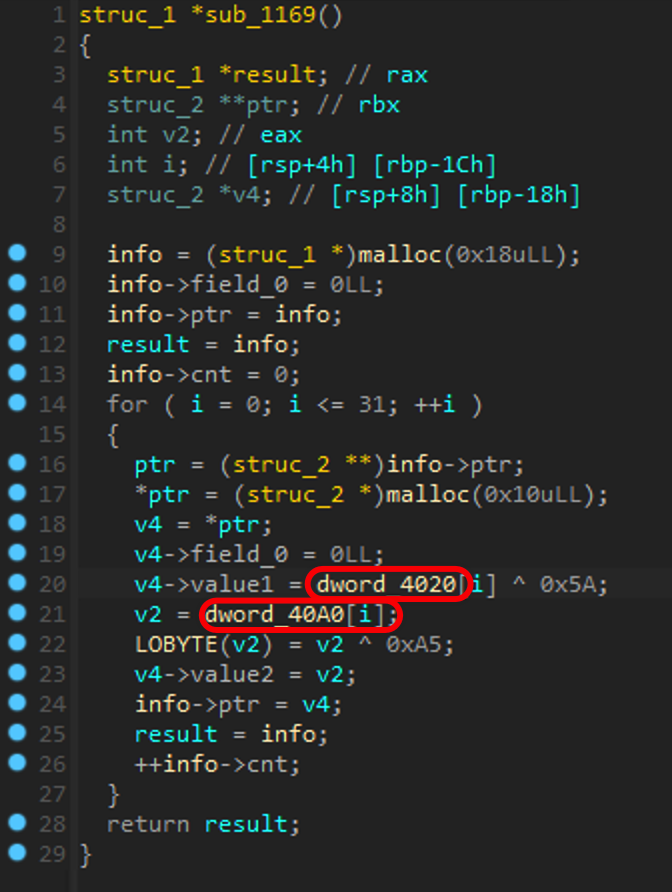 1 struc_1 *sub_1169()
2 {
3 struc_1 *result; // rax
4 struc_2 **ptr; // rbx
5 int v2; // eax
6 int i; // [rsp+4h] [rbp-1Ch]
7 struc_2 *v4; // [rsp+8h] [rbp-18h]
8
9 info = (struc_1 *)malloc(0x18uLL);
10 info->field_0 = 0LL;
11 info->ptr = info;
12 result = info;
13 info->cnt = 0;
14 for ( i = 0; i <= 31; ++i )
15 {
16 ptr = (struc_2 **)info->ptr;
17 *ptr = (struc_2 *)malloc(0x10uLL);
18 v4 = *ptr;
19 v4->field_0 = 0LL;
20 v4->value1 = dword_4020[i] ^ 0x5A;
21 v2 = dword_40A0[i];
22 LOBYTE(v2) = v2 ^ 0xA5;
23 v4->value2 = v2;
24 info->ptr = v4;
25 result = info;
26 ++info->cnt;
27 }
28 return result;
29 }